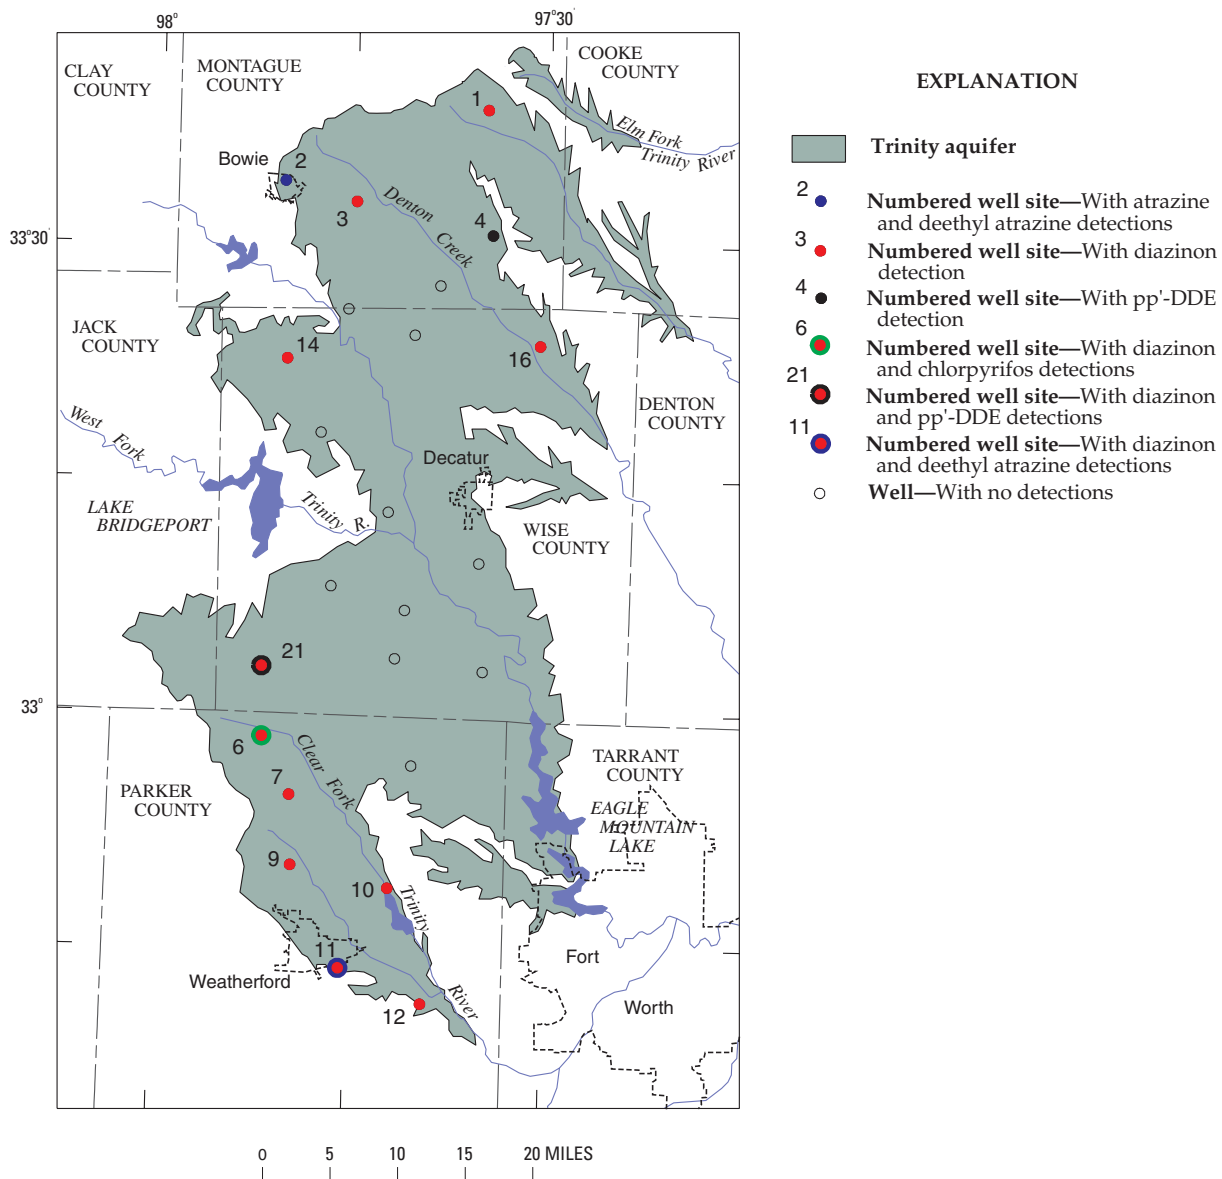 98°
97°30'
CLAY
COUNTY
MONTAGUE
COUNTY
COOKE
COUNTY
1
Elm Fork
Trinity River
Bowie
2
3
Denton
Creek
4
33°30'
JACK
COUNTY
14
16
DENTON
COUNTY
West
Fork
Decatur
LAKE
BRIDGEPORT
Trinity R.
WISE
COUNTY
21
33°
6
Clear
Fork
7
TARRANT
COUNTY
PARKER
COUNTY
EAGLE
MOUNTAIN
LAKE
9
10
Trinity
11
Fort
Weatherford
River
Worth
12
0 5 10 15 20 MILES
EXPLANATION
Trinity aquifer
2
Numbered well site—With atrazine
and deethyl atrazine detections
3
Numbered well site—With diazinon
detection
4
Numbered well site—With pp'-DDE
detection
6
Numbered well site—With diazinon
and chlorpyrifos detections
21
Numbered well site—With diazinon
and pp'-DDE detections
11
Numbered well site—With diazinon
and deethyl atrazine detections
Well—With no detections